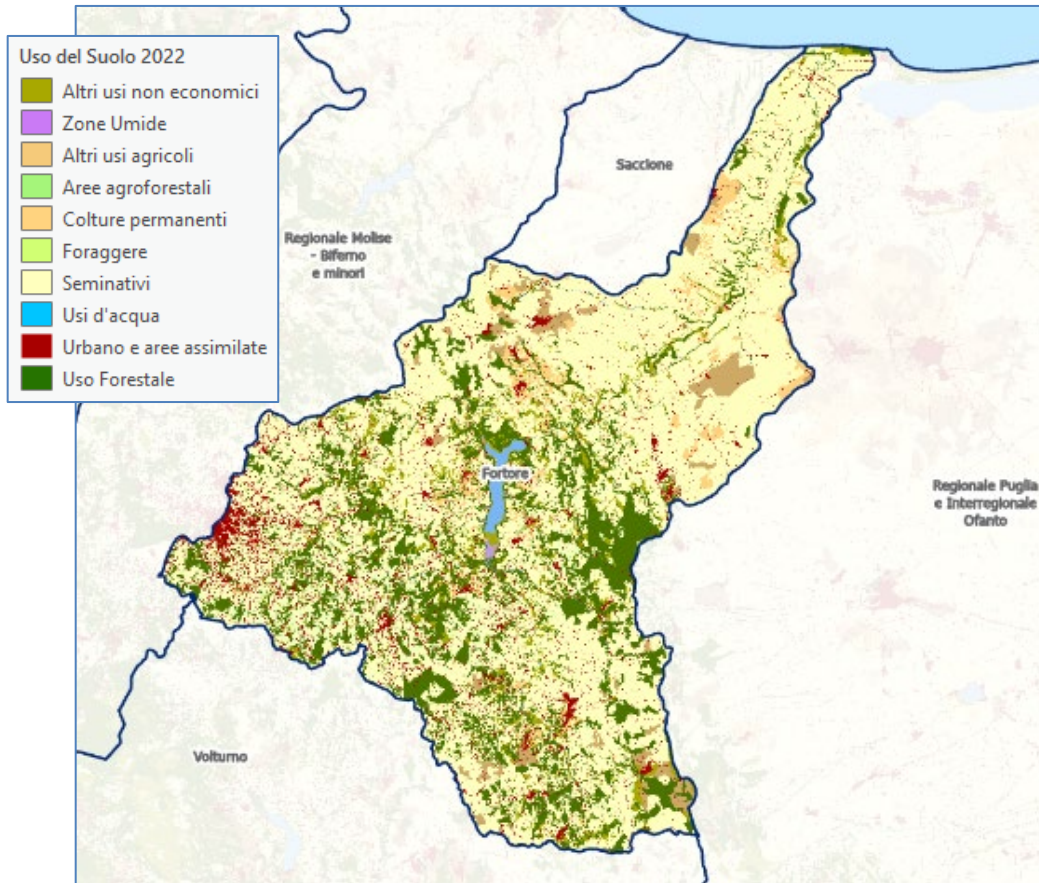 Uso del Suolo 2022
Altri usi non economici
Zone Umide
Altri usi agricoli
Aree agroforestali
Colture permanenti
Foraggere
Seminativi
Usi d'acqua
Urbano e aree assimilate
Uso Forestale
Saccione
Regionale Molise
- Biferno
e minori
Fortore
Regionale Puglia
e Interregionale
Ofanto
Volturno